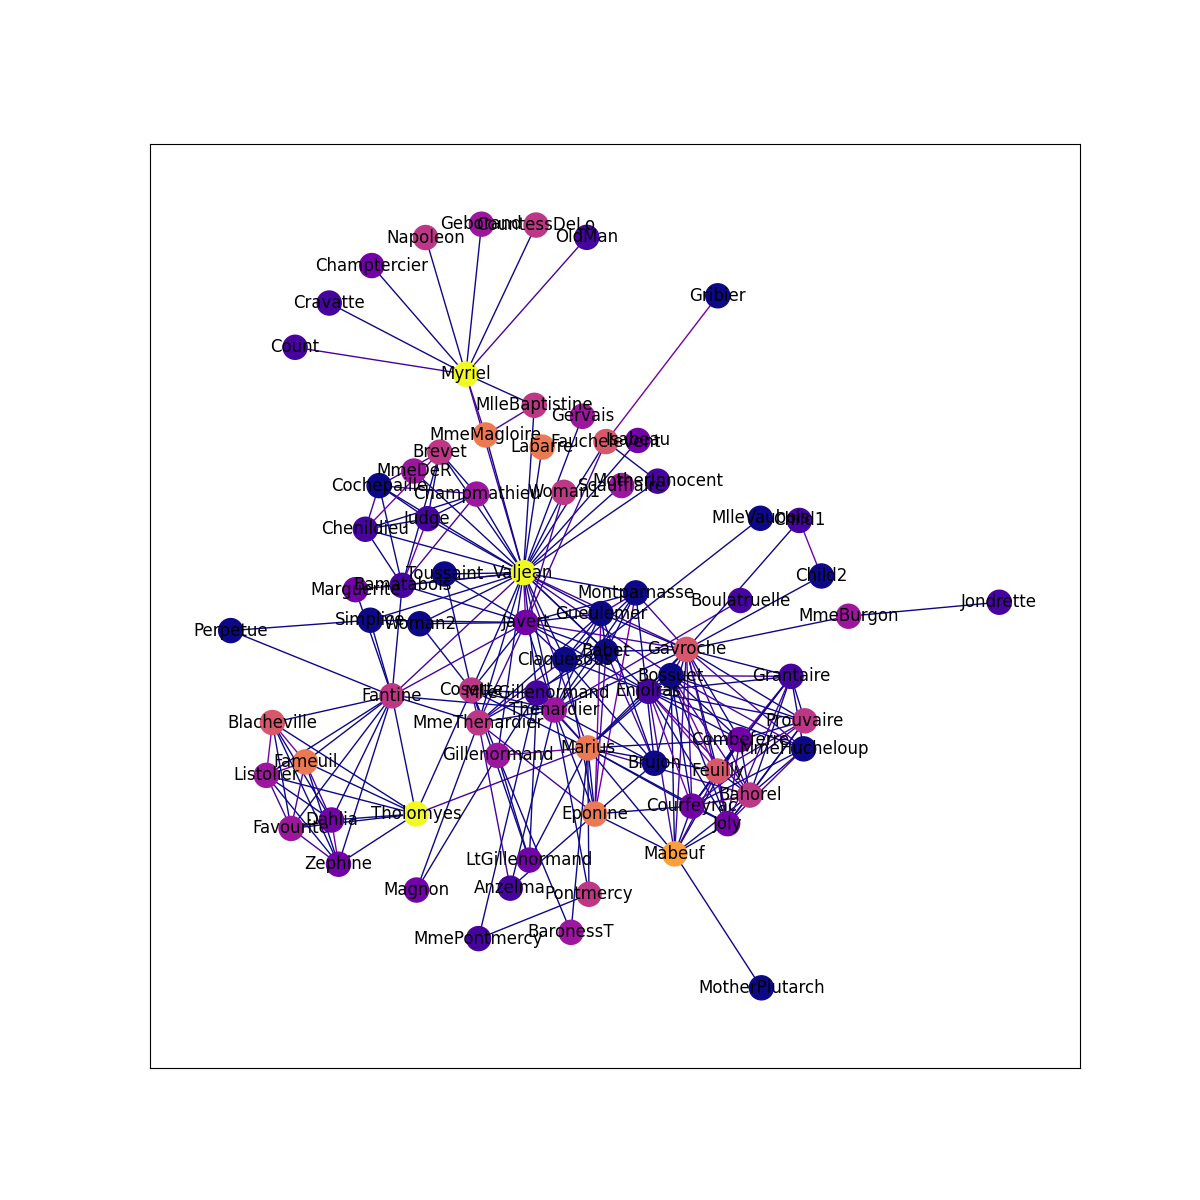 Geborand
CountessDeLo
Napoleon
OldMan
Champtercier
Gribier
Cravatte
Count
Myriel
MlleBaptistine
Gervais
MmeMagloire
Isabeau
Fauchelevent
Labarre
Brevet
MmeDeR
MotherInnocent
Cochepaille
Scaufflaire
Champmathieu
Woman1
Judge
MlleVaubois
Child1
Chenildieu
Toussaint
Valjean
Child2
Bamatabois
Marguerite
Montparnasse
Boulatruelle
Jondrette
Gueulemer
MmeBurgon
Simplice
Woman2
Javert
Perpetue
Gavroche
Babet
Claquesous
Bossuet
Grantaire
Cosette
MlleGillenormand
Enjolras
Fantine
Thenardier
Blacheville
MmeThenardier
Prouvaire
Combeferre
Marius
MmeHucheloup
Gillenormand
Fameuil
Brujon
Feuilly
Listolier
Bahorel
Courfeyrac
Tholomyes
Eponine
Dahlia
Joly
Favourite
Mabeuf
LtGillenormand
Zephine
Anzelma
Magnon
Pontmercy
BaronessT
MmePontmercy
MotherPlutarch